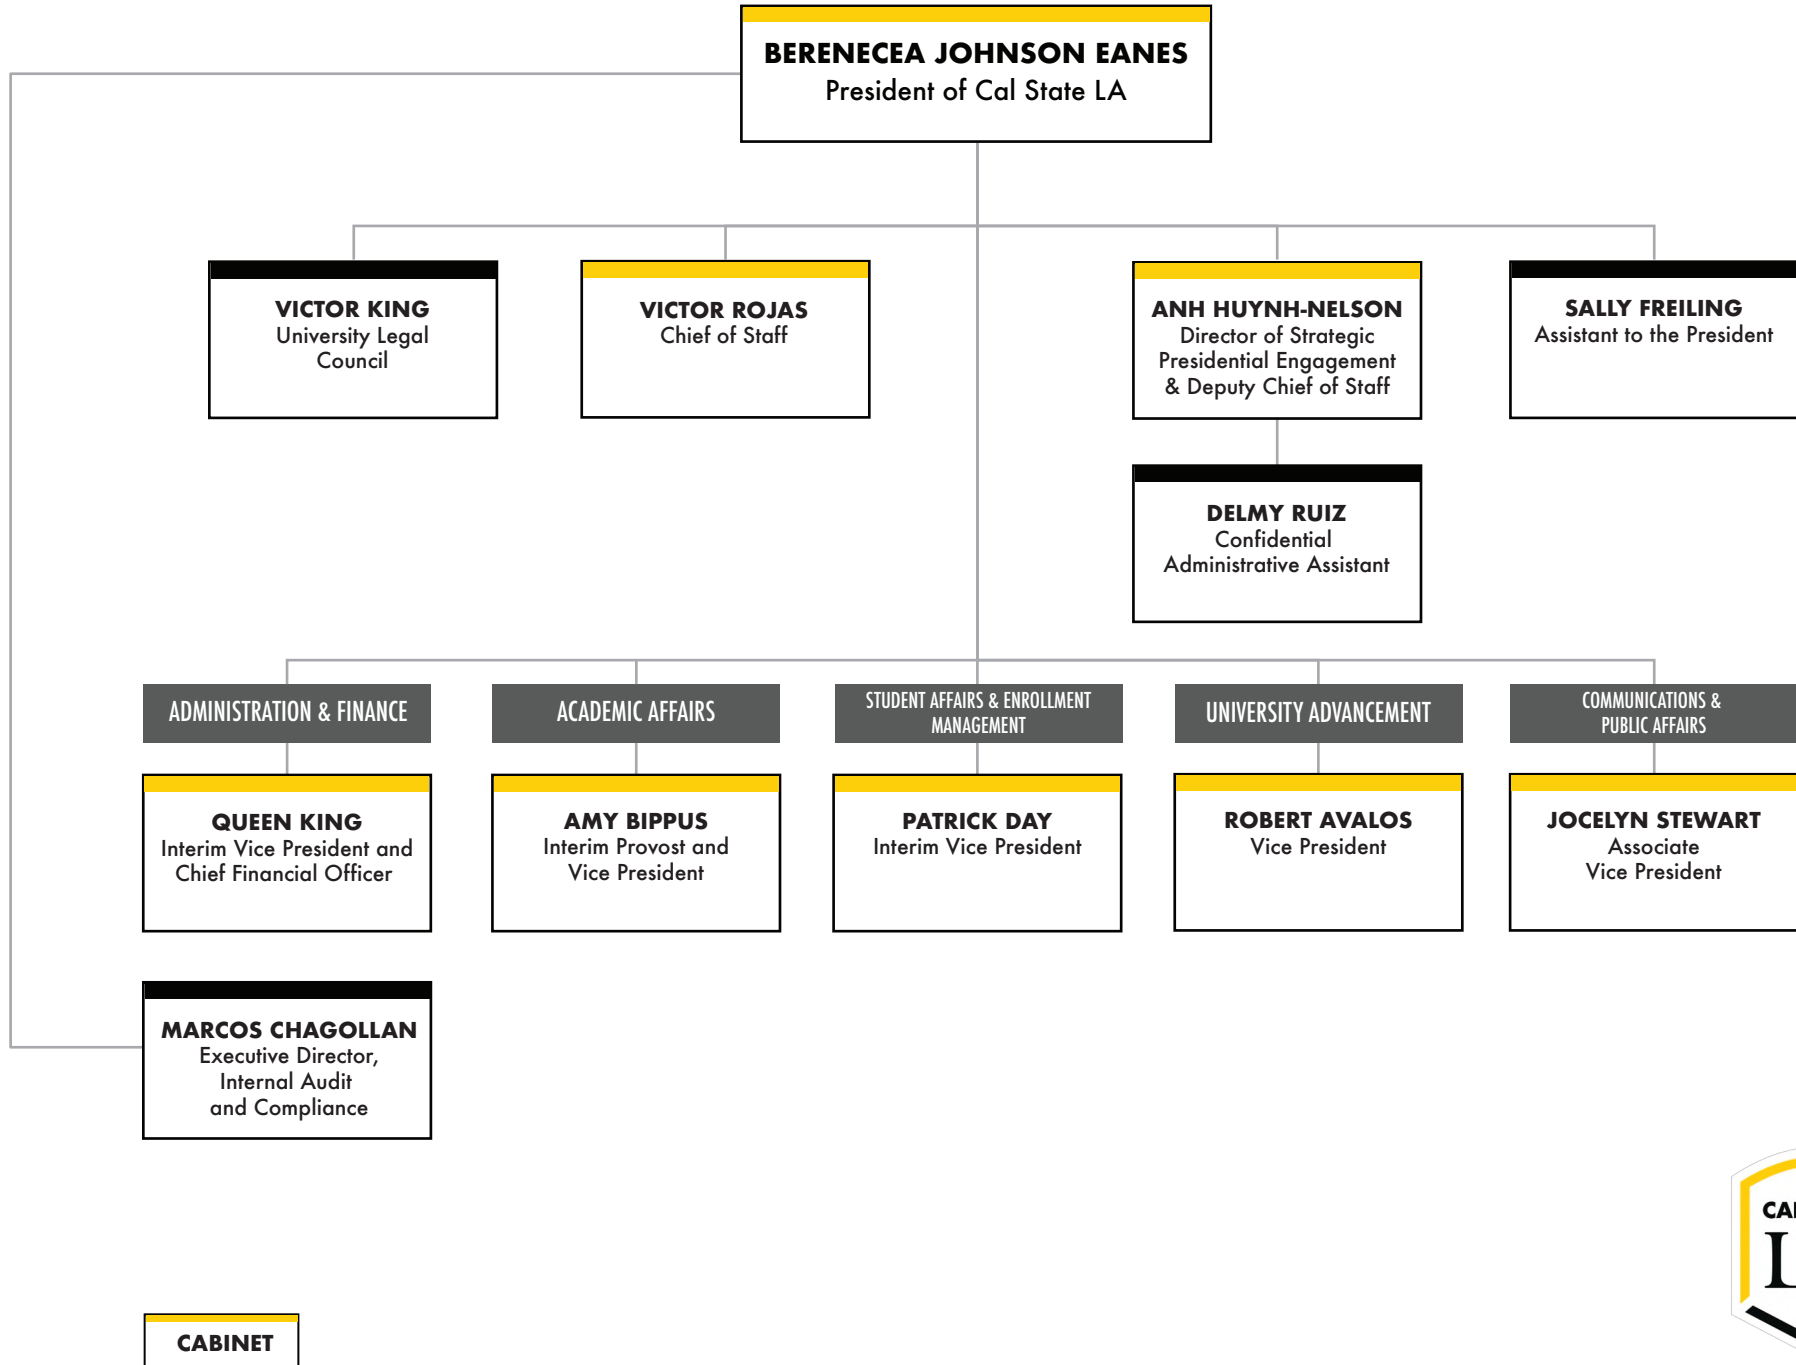 BERENECEA JOHNSON EANES
President of Cal State LA
VICTOR KING
University Legal
Council
VICTOR ROJAS
Chief of Staff
ANH HUYNH-NELSON
Director of Strategic
Presidential Engagement
& Deputy Chief of Staff
SALLY FREILING
Assistant to the President
DELMY RUIZ
Confidential
Administrative Assistant
ADMINISTRATION & FINANCE
ACADEMIC AFFAIRS
STUDENT AFFAIRS & ENROLLMENT
MANAGEMENT
UNIVERSITY ADVANCEMENT
COMMUNICATIONS &
PUBLIC AFFAIRS
QUEEN KING
Interim Vice President and
Chief Financial Officer
AMY BIPPUS
Interim Provost and
Vice President
PATRICK DAY
Interim Vice President
ROBERT AVALOS
Vice President
JOCELYN STEWART
Associate
Vice President
MARCOS CHAGOLLAN
Executive Director,
Internal Audit
and Compliance
CABINET